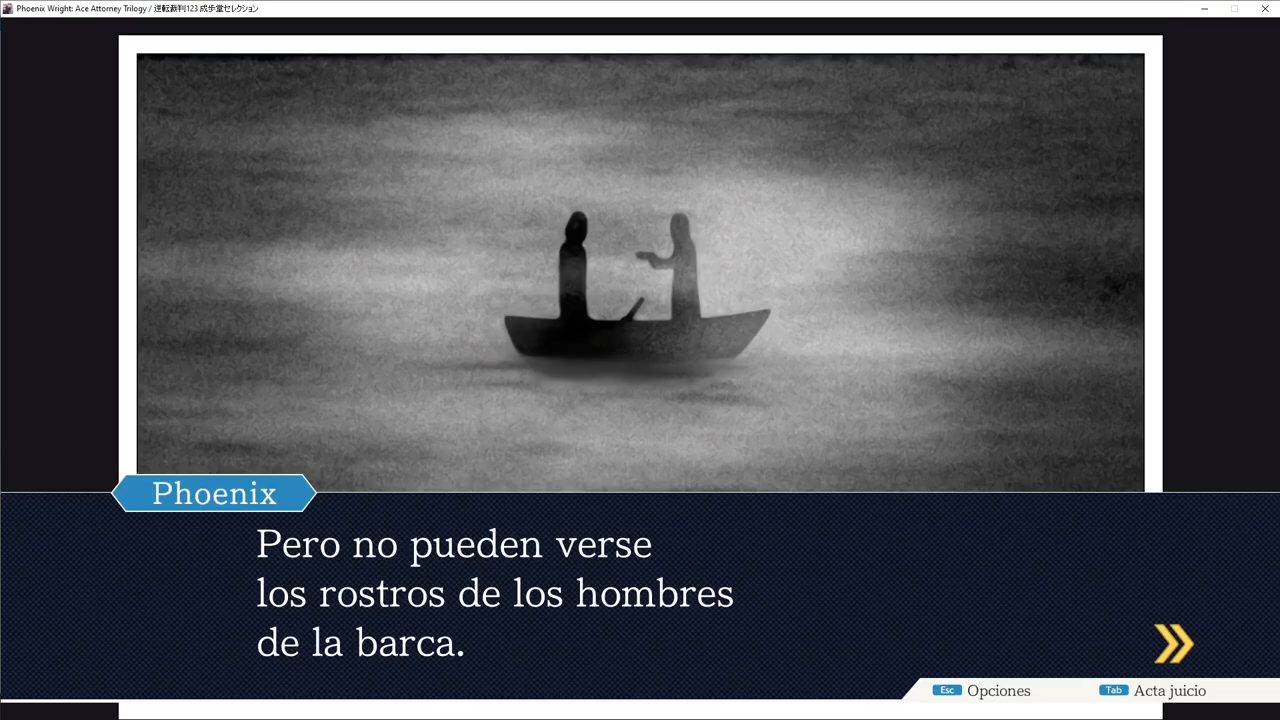 Phoenix Wright: Ace Attorney Trilogy / 逆転裁判123 成歩堂セレクション
Phoenix
Pero no pueden verse
los rostros de los hombres
de la barca.
Esc Opciones Tab Acta juicio